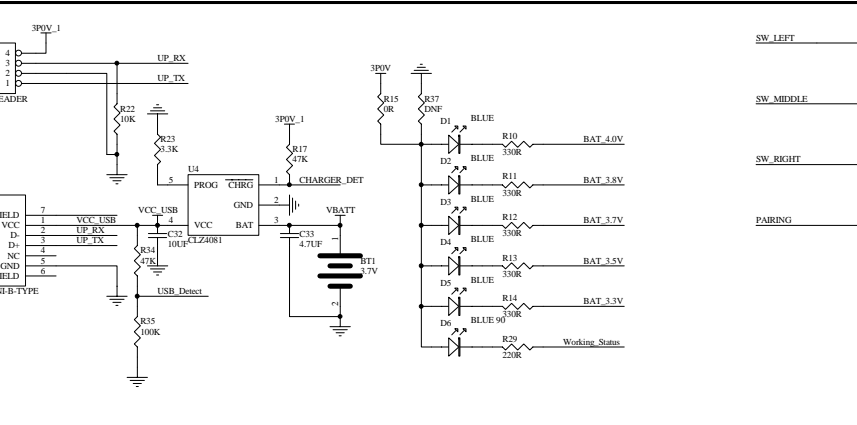 3P0V_1
4
3
2
1
EADER
UP_RX
UP_TX
R22
10K
R23
3.3K
3P0V_1
R17
47K
U4
5
PROG
CHRG
1
CHARGER_DET
GND
2
4
VCC
BAT
3
CLZ4081
VCC_USB
C32
10UF
C33
4.7UF
VBATT
1
BT1
3.7V
2
IELD
7
VCC
1
VCC_USB
D-
2
UP_RX
D+
3
UP_TX
NC
4
GND
5
IELD
6
NI-B-TYPE
R34
47K
USB_Detect
R35
100K
3P0V
R15
0R
R37
DNF
D1
BLUE
R10
330R
BAT_4.0V
D2
BLUE
R11
330R
BAT_3.8V
D3
BLUE
R12
330R
BAT_3.7V
D4
BLUE
R13
330R
BAT_3.5V
D5
BLUE
R14
330R
BAT_3.3V
D6
BLUE 90
R29
220R
Working_Status
SW_LEFT
SW_MIDDLE
SW_RIGHT
PAIRING